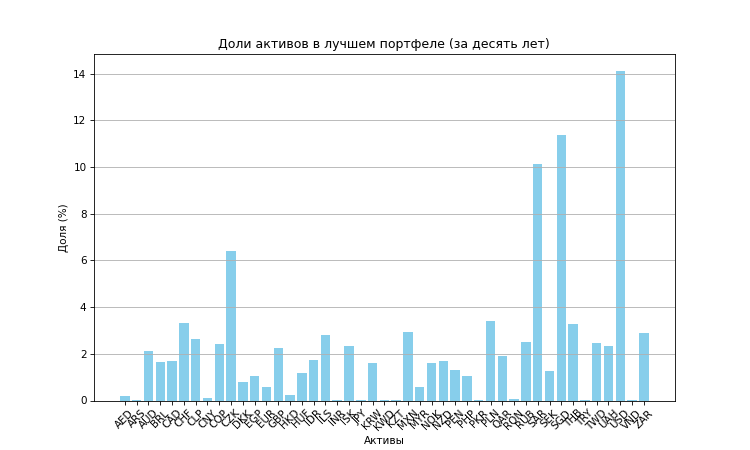 Доли активов в лучшем портфеле (за десять лет)
Доля (%)
14
12
10
8
6
4
2
0
AED
ARS
AUD
BRL
CAD
CHF
CLP
CNY
COP
CZK
DKK
EGP
EUR
GBP
HKD
HUF
IDR
ILS
INR
ISK
JPY
KRW
KWD
KZT
MXN
MYR
NOK
NZD
PEN
PHP
PKR
PLN
QAR
RON
RUB
SAR
SEK
SGD
THB
TRY
TWD
UAH
USD
VND
ZAR
Активы